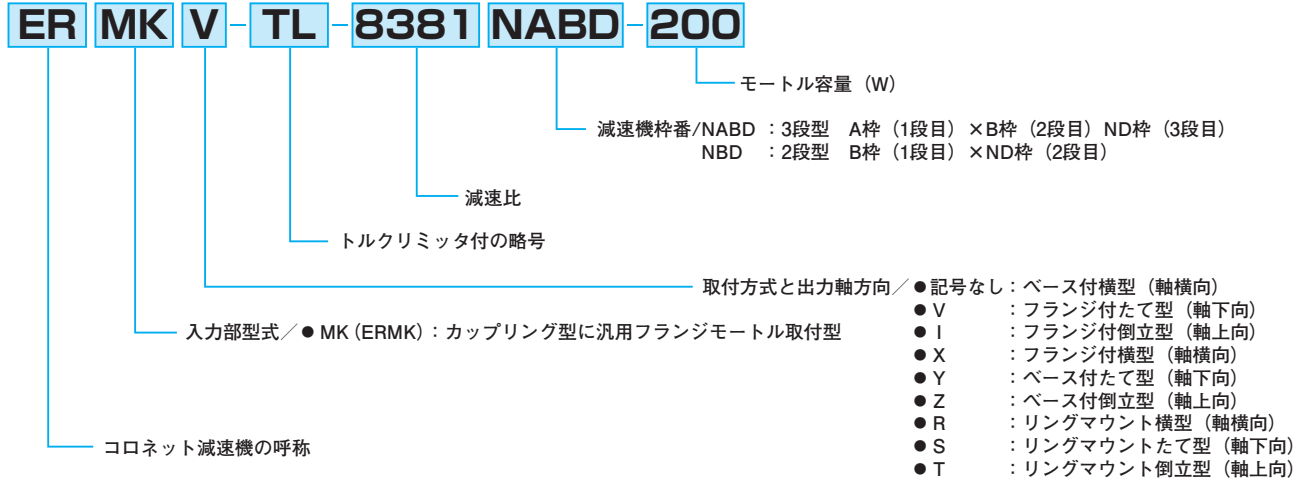 ER MK V - TL - 8381 NABD - 200
モートル容量（W）
減速機枠番/NABD ：3段型 A枠（1段目）×B枠（2段目）ND枠（3段目）
NBD ：2段型 B枠（1段目）×ND枠（2段目）
減速比
トルクリミッタ付の略号
取付方式と出力軸方向／●記号なし：ベース付横型（軸横向）
●V ：フランジ付たて型（軸下向）
入力部型式／●MK（ERMK）：カップリング型に汎用フランジモートル取付型 ●I ：フランジ付倒立型（軸上向）
●X ：フランジ付横型（軸横向）
●Y ：ベース付たて型（軸下向）
●Z ：ベース付倒立型（軸上向）
●R ：リングマウント横型（軸横向）
コロネット減速機の呼称 ●S ：リングマウントたて型（軸下向）
●T ：リングマウント倒立型（軸上向）